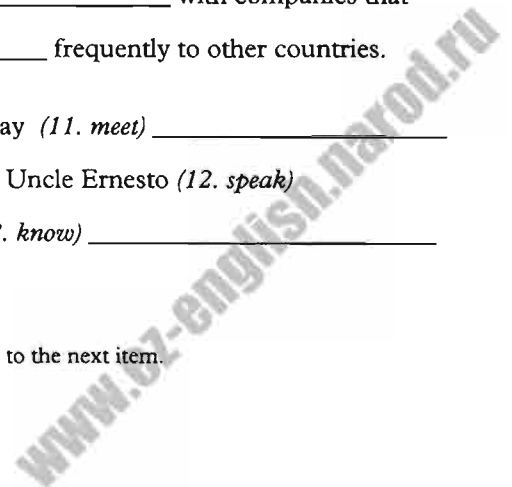 with companies that
frequently to other countries.
ay (11. meet)
Uncle Ernesto (12. speak)
. know)
to the next item.
www.ez-english.narod.ru